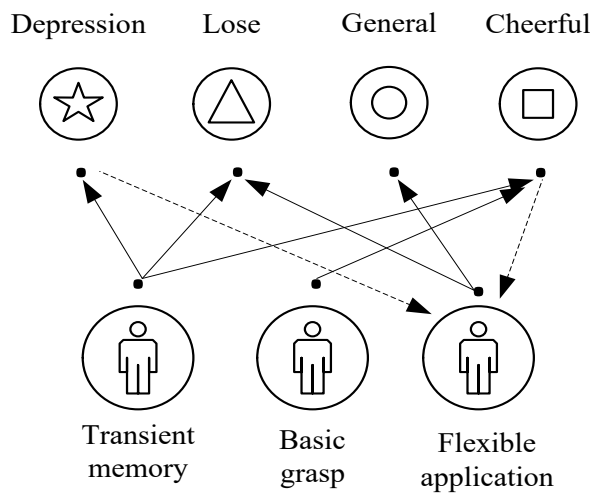 Depression Lose General Cheerful
Transient
memory
Basic
grasp
Flexible
application